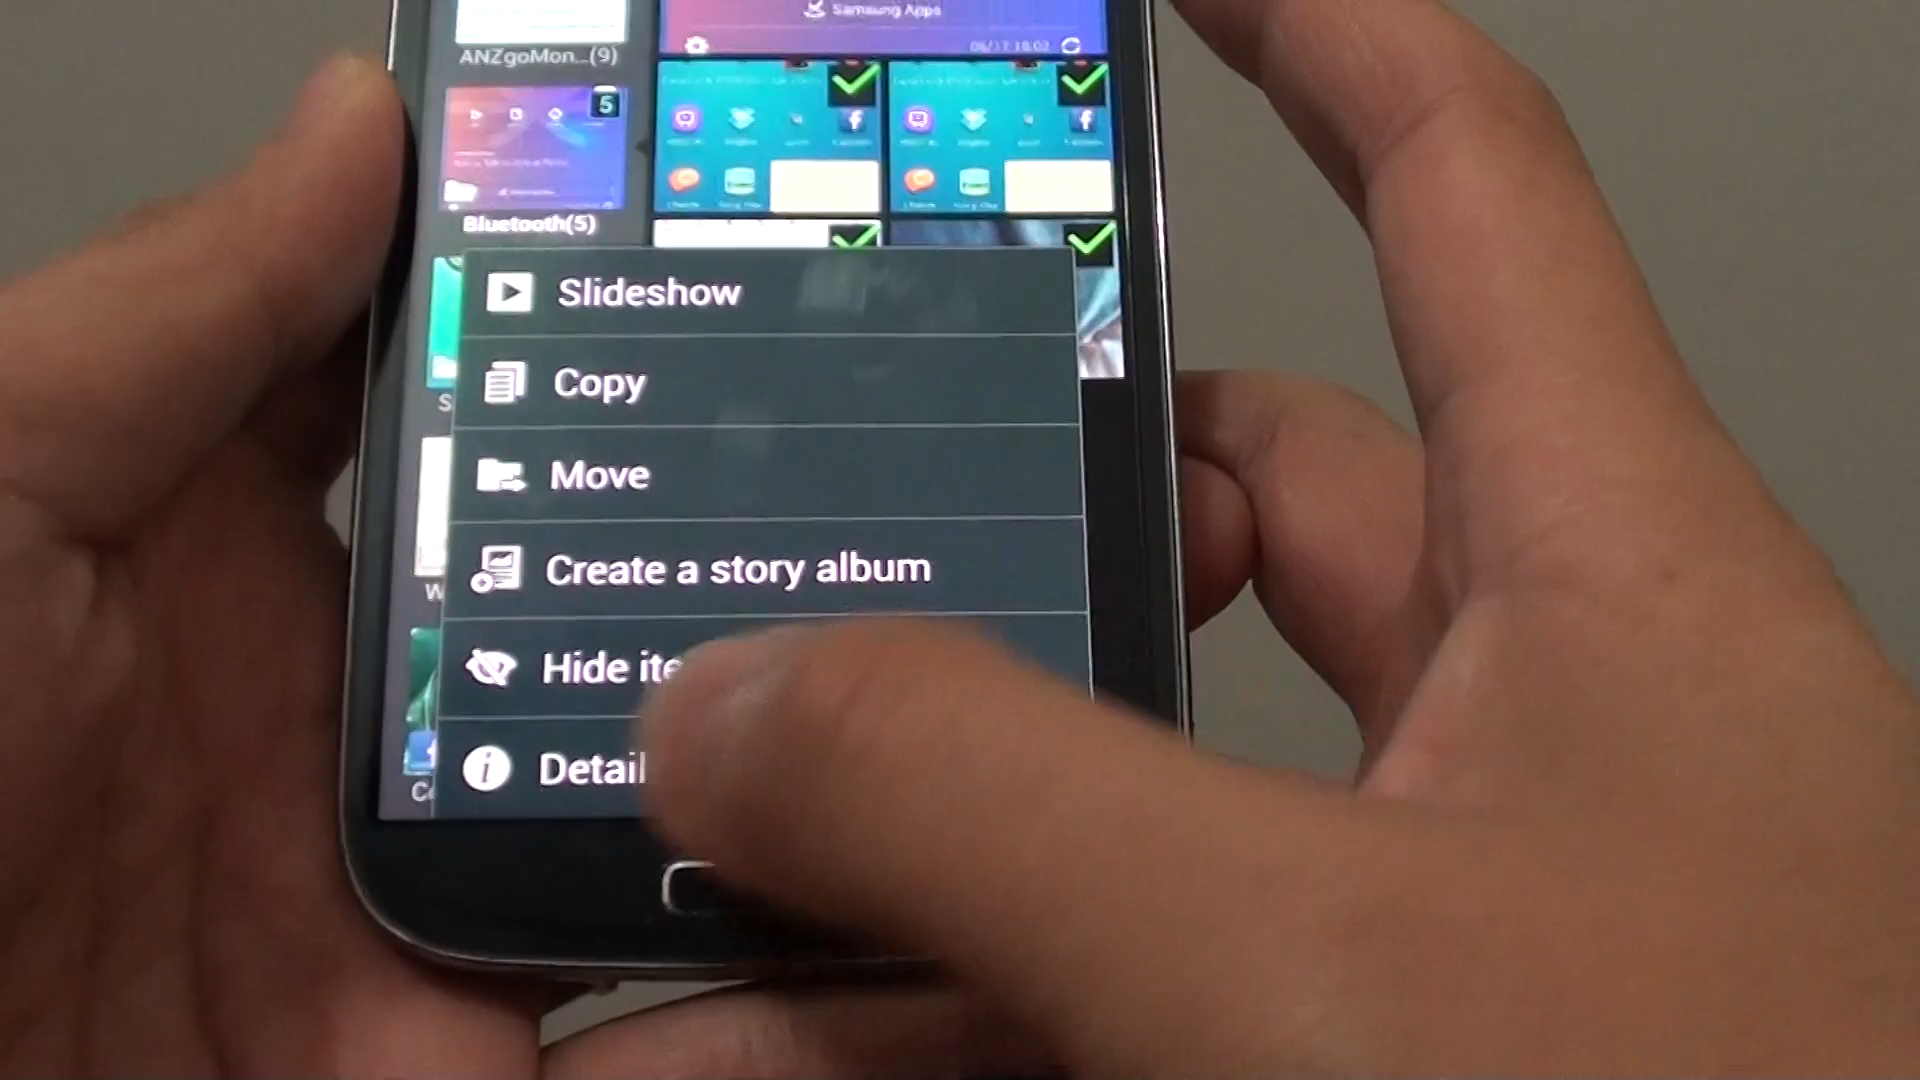 Samsung Apps
06/17 18:02
ANZgoMon...(9)
5
Bluetooth(5)
Slideshow
Copy
Move
Create a story album
Hide ite
Detail